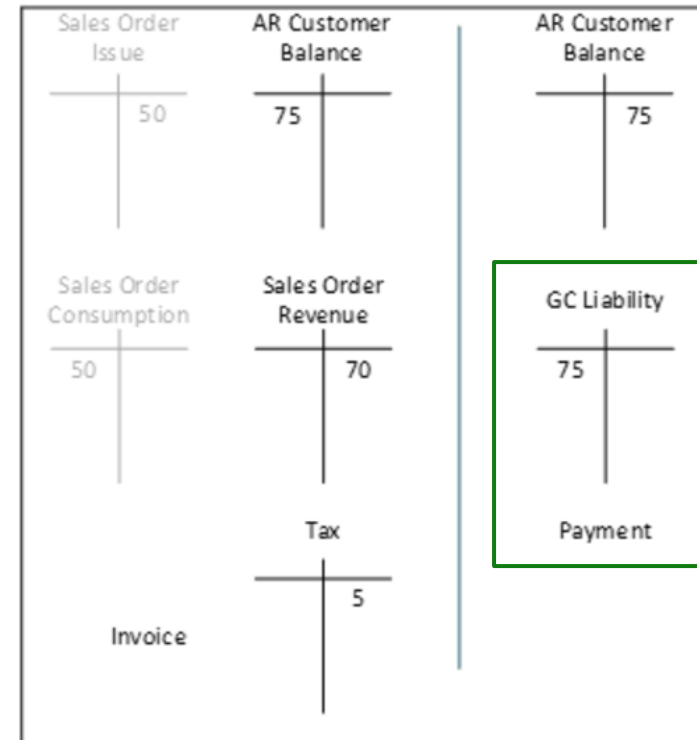 Sales Order
Issue
50
AR Customer
Balance
75
AR Customer
Balance
75
Sales Order
Consumption
50
Sales Order
Revenue
70
GC Liability
75
Tax
5
Payment
Invoice